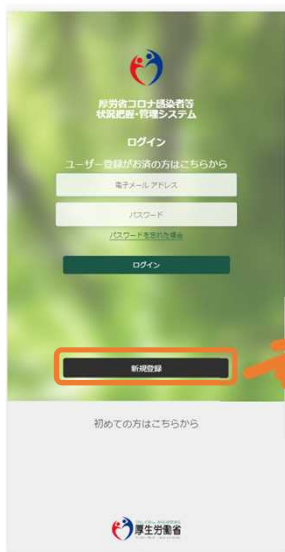 厚労省コロナ感染者等
状況把握・管理システム
ログイン
ユーザー登録がお済の方はこちらから
電子メール アドレス
パスワード
パスワードを忘れた場合
ログイン
新規登録
初めての方はこちらから
厚生労働省